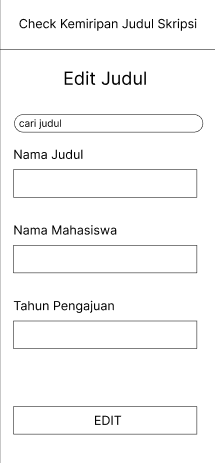 Check Kemiripan Judul Skripsi
Edit Judul
cari judul
Nama Judul
Nama Mahasiswa
Tahun Pengajuan
EDIT